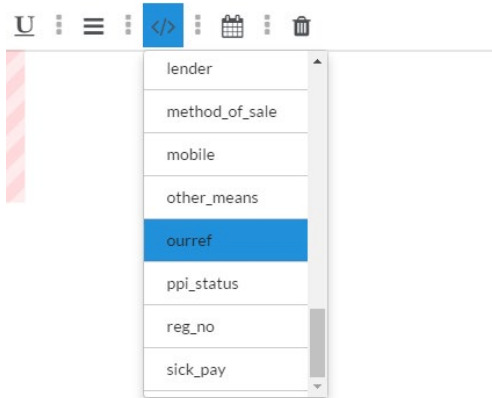 U
</>
lender
method_of_sale
mobile
other_means
ourref
ppi_status
reg_no
sick_pay